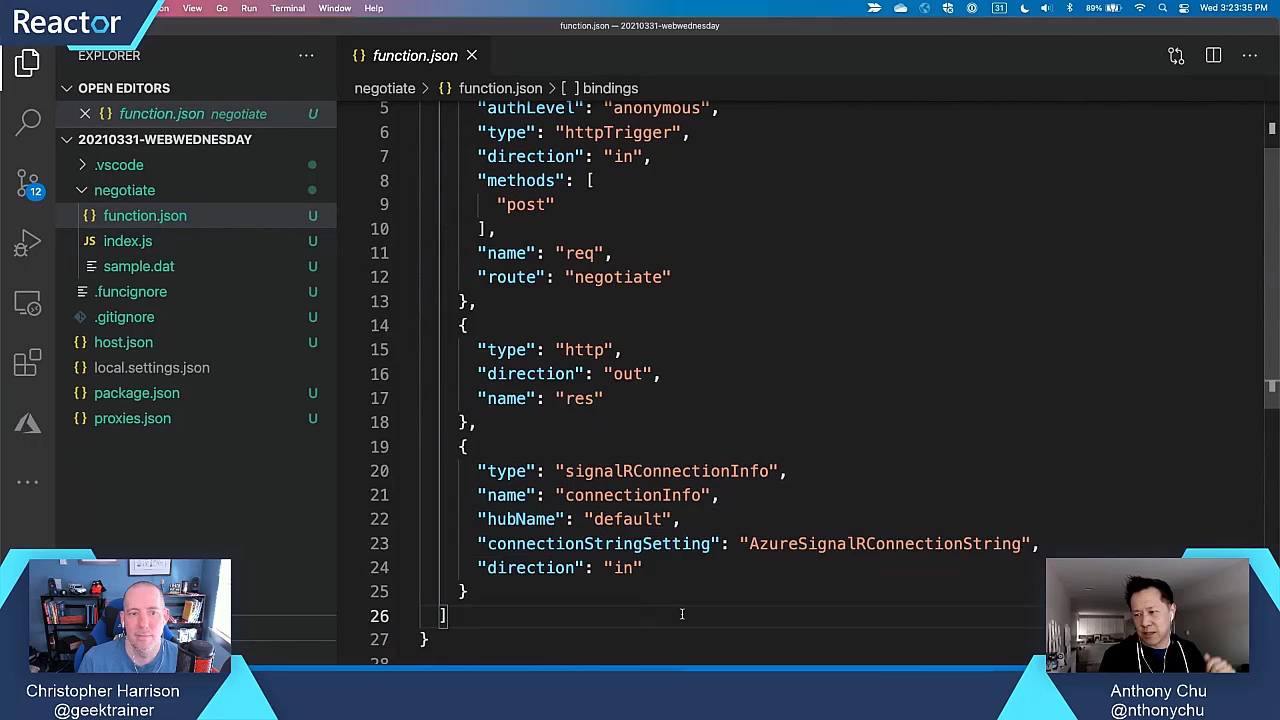 Reactor
Run
Terminal
Window
Help
View
Go
31
89%
Wed 3:23:35 PM
function.json — 20210331-webwednesday
EXPLORER
function.json
OPEN EDITORS
function.json negotiate U
20210331-WEBWEDNESDAY
.vscode
negotiate
{} function.json U
JS index.js U
sample.dat U
.funcignore U
.gitignore U
{} host.json U
{} local.settings.json
{} package.json U
{} proxies.json U
12
negotiate > {} function.json > [ ] bindings
5 "authLevel": "anonymous",
6 "type": "httpTrigger",
7 "direction": "in",
8 "methods": [
9 "post"
10 ],
11 "name": "req",
12 "route": "negotiate"
13 },
14 {
15 "type": "http",
16 "direction": "out",
17 "name": "res"
18 },
19 {
20 "type": "signalRConnectionInfo",
21 "name": "connectionInfo",
22 "hubName": "default",
23 "connectionStringSetting": "AzureSignalRConnectionString",
24 "direction": "in"
25 }
26 ]
27 }
28
Christopher Harrison
@geektrainer
Anthony Chu
@nthonychu